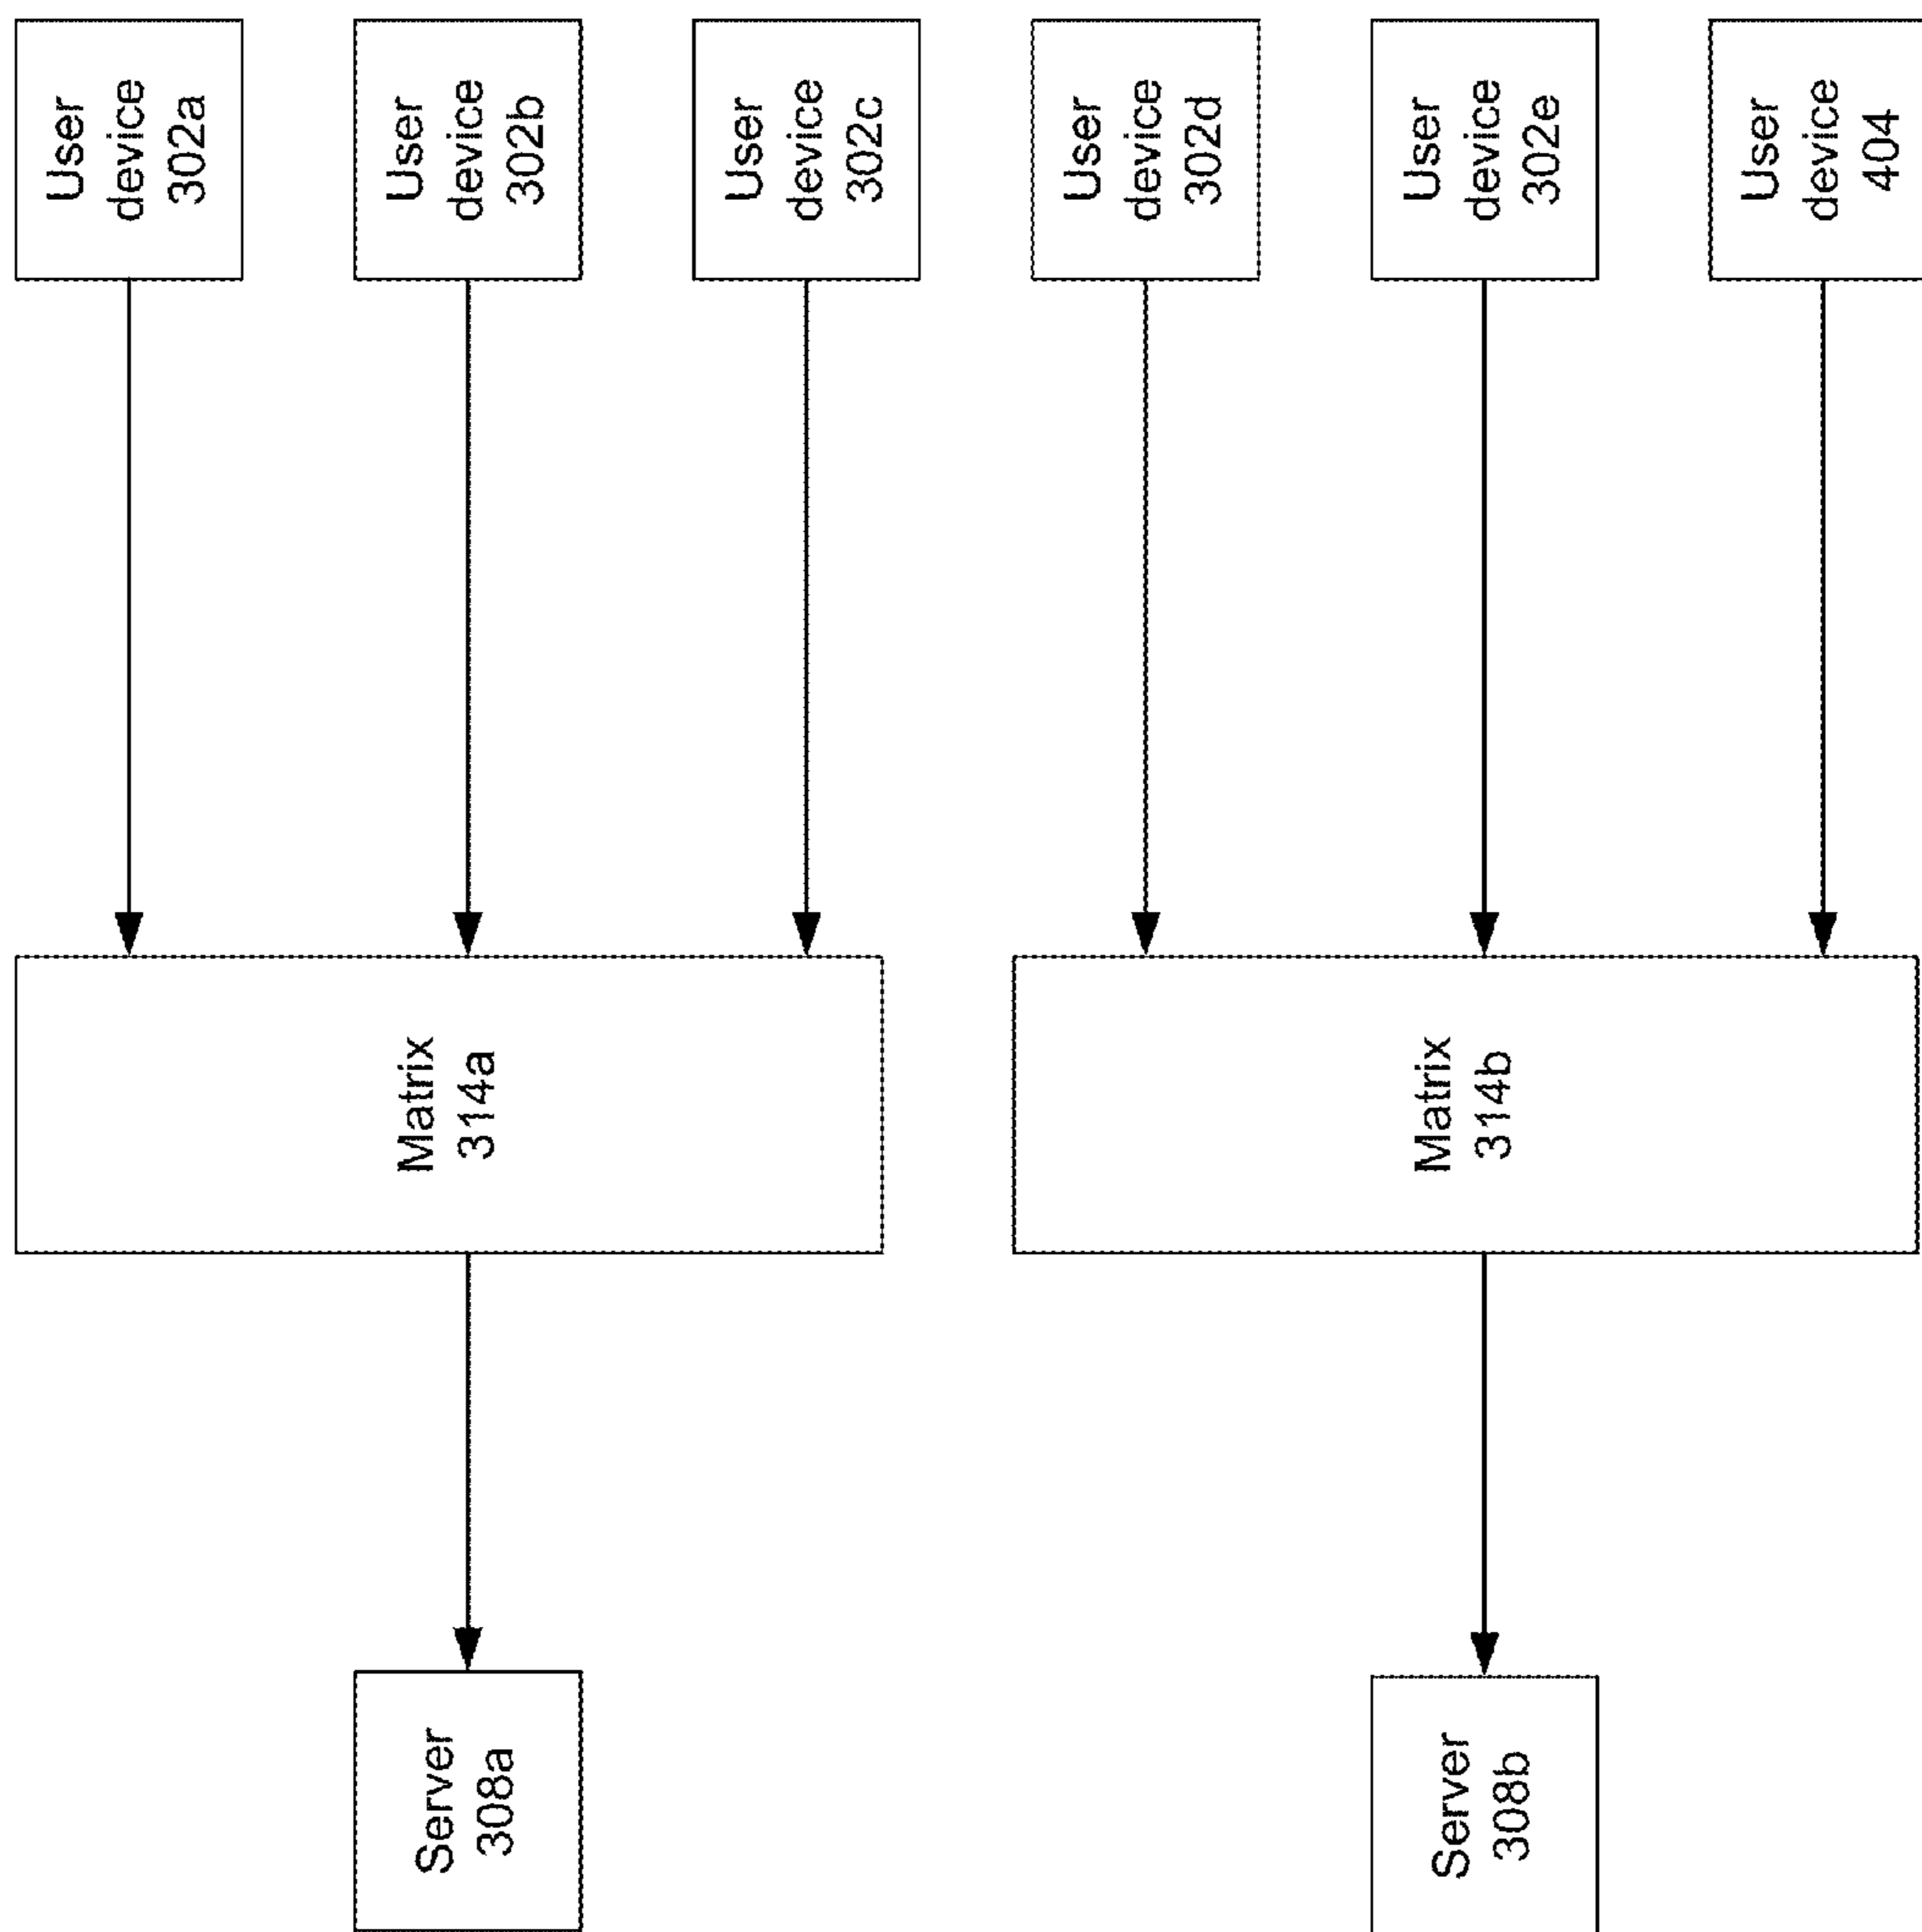 User
device
302a
User
device
302b
User
device
302c
User
device
302d
User
device
302e
User
device
404
Matrix
314a
Matrix
314b
Server
308a
Server
308b